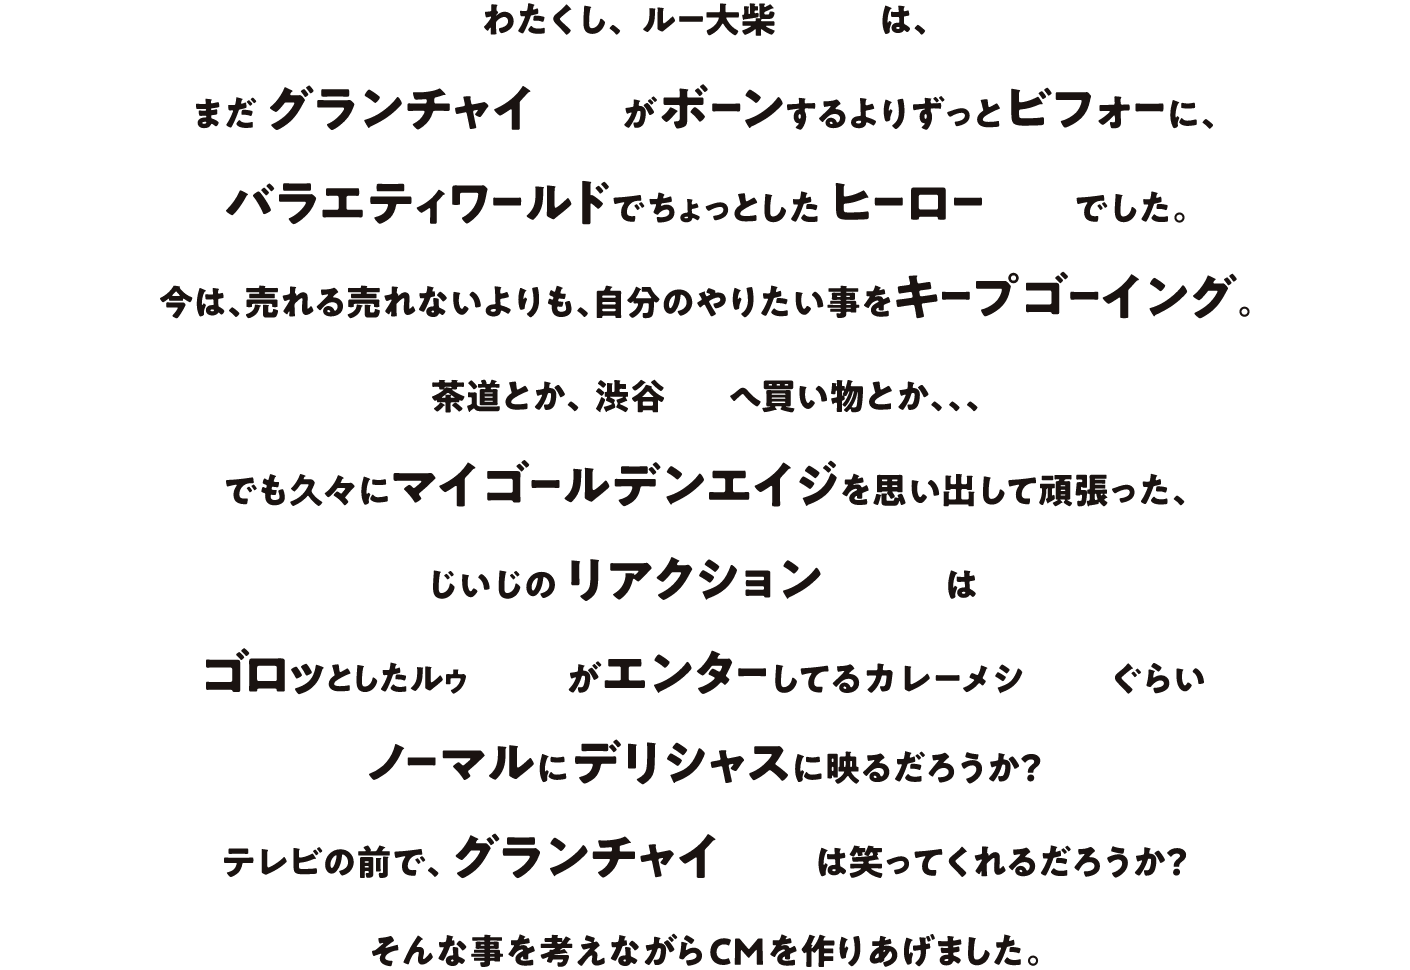 わたくし、ルー大柴 は、
まだグランチャイ がボーンするよりずっとビフォーに、
バラエティワールドでちょっとしたヒーロー でした。
今は、売れる売れないよりも、自分のやりたい事をキープゴーイング。
茶道とか、渋谷 へ買い物とか、、、
でも久々にマイゴールデンエイジを思い出して頑張った、
じいじのリアクション は
ゴロッとしたルゥ がエンターしてるカレーメシ ぐらい
ノーマルにデリシャスに映るだろうか?
テレビの前で、グランチャイ は笑ってくれるだろうか?
そんな事を考えながらCMを作りあげました。